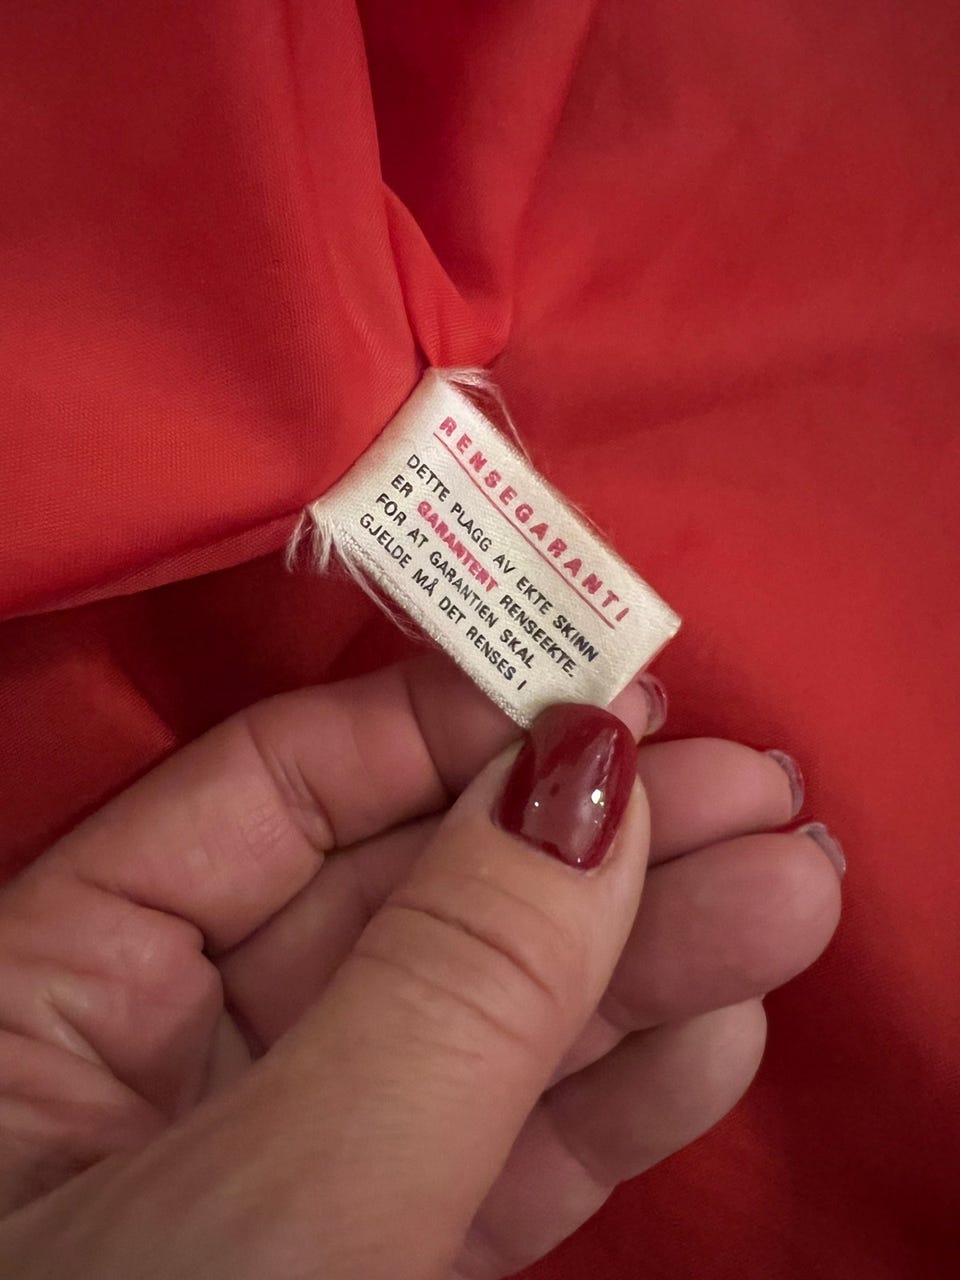 RENSEGARANTI
DETTE PLAGG AV EKTE SKINN
ER GARANTERT RENSEEKTE.
FOR AT GARANTIEN SKAL
GJELDE MÅ DET RENSES I